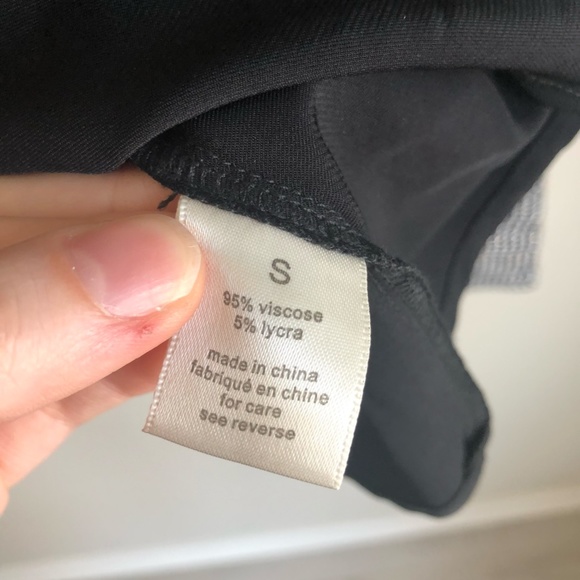 S
95% viscose
5% lycra
made in china
fabriqué en chine
for care
see reverse